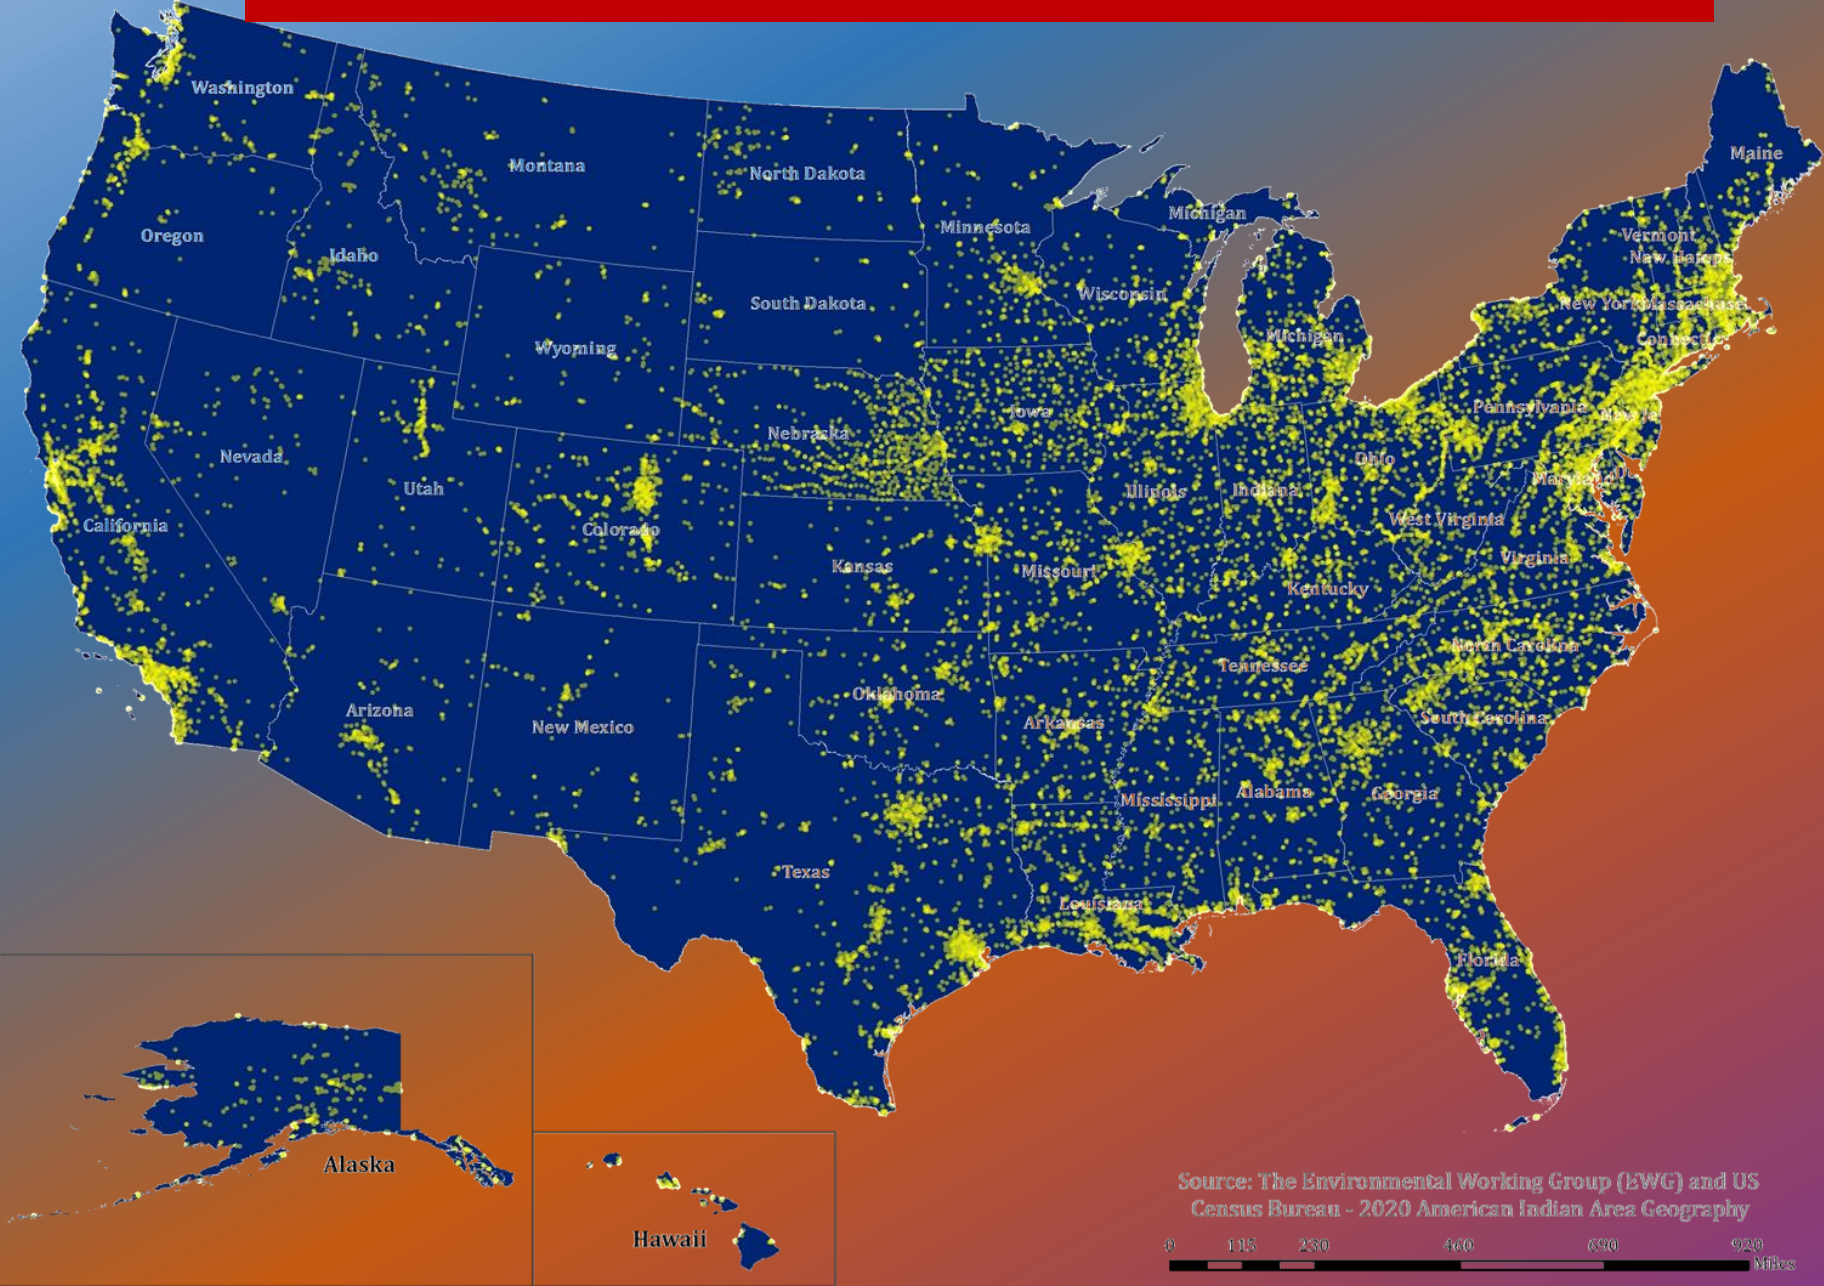 Washington
Montana
North Dakota
Maine
Minnesota
Michigan
Oregon
Idaho
Vermont
New Hamps
Wisconsin
South Dakota
New York
Massachuset
Michigan
Connectic
Wyoming
Iowa
Pennsylvania
New Je
Nebraska
Nevada
Ohio
Utah
Illinois
Indiana
Maryland
D
California
Colorado
West Virginia
Kansas
Missouri
Virginia
Kentucky
North Carolina
Tennessee
Oklahoma
Arizona
New Mexico
Arkansas
South Carolina
Mississippi
Alabama
Georgia
Texas
Louisiana
Florida
Alaska
Hawaii
Source: The Environmental Working Group (EWG) and US
Census Bureau - 2020 American Indian Area Geography
0 115 230 460 690 920
Miles